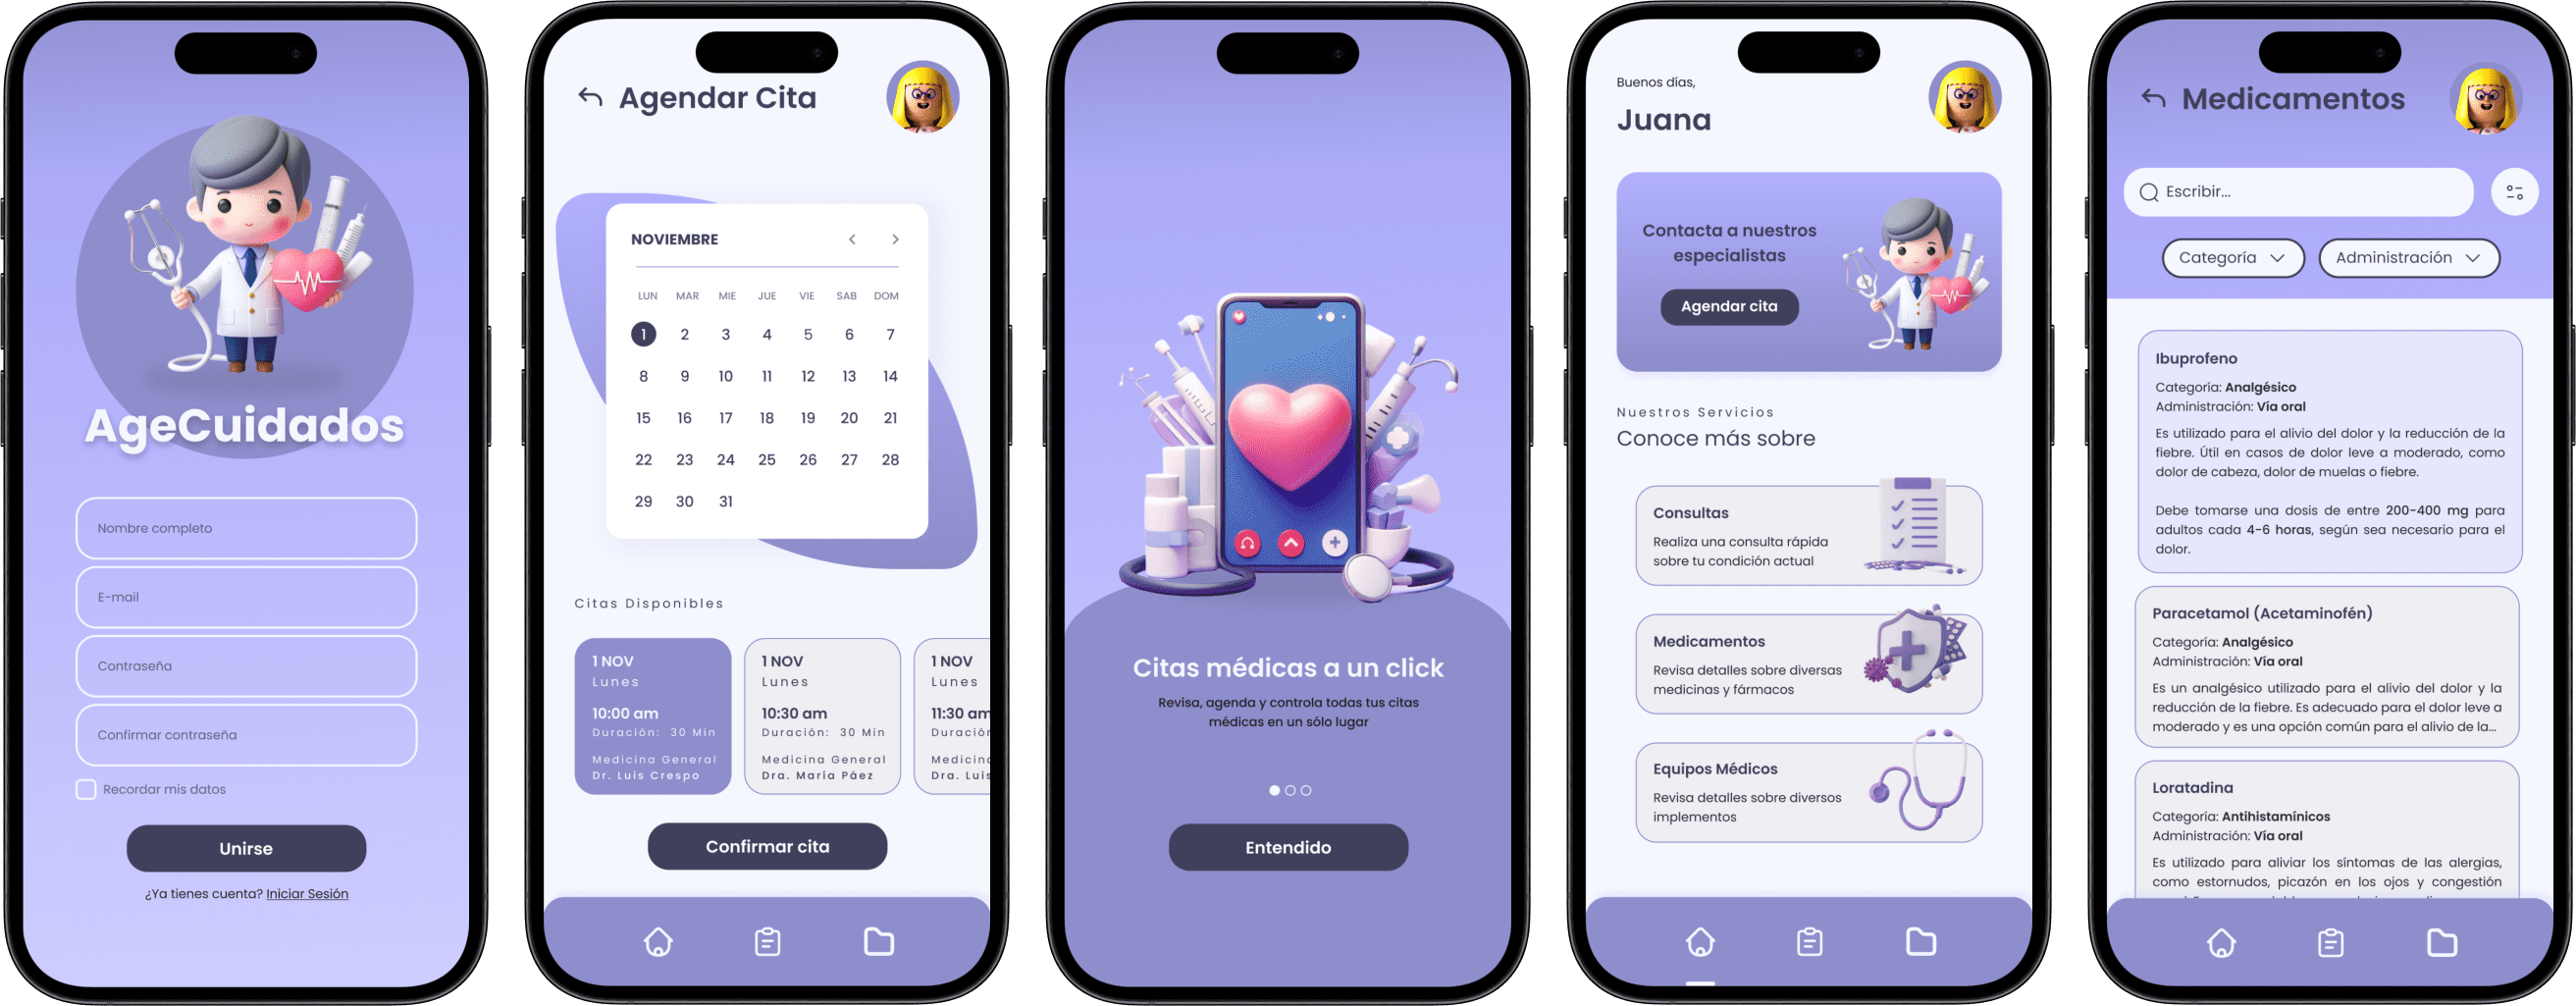 AgeCuidados
Nombre completo
E-mail
Contraseña
Confirmar contraseña
Recordar mis datos
Unirse
¿Ya tienes cuenta? Iniciar Sesión
Agendar Cita
NOVIEMBRE
LUN MAR MIE JUE VIE SAB DOM
1 2 3 4 5 6 7
8 9 10 11 12 13 14
15 16 17 18 19 20 21
22 23 24 25 26 27 28
29 30 31
Citas Disponibles
1 NOV
Lunes
10:00 am
Duración: 30 Min
Medicina General
Dr. Luis Crespo
1 NOV
Lunes
10:30 am
Duración: 30 Min
Medicina General
Dra. María Páez
1 NOV
Lunes
11:30 am
Dra.
Confirmar cita
Citas médicas a un click
Revisa, agenda y controla todas tus citas
médicas en un sólo lugar
Entendido
Buenos días,
Juana
Contacta a nuestros
especialistas
Agendar cita
Nuestros Servicios
Conoce más sobre
Consultas
Realiza una consulta rápida
sobre tu condición actual
Medicamentos
Revisa detalles sobre diversas
medicinas y fármacos
Equipos Médicos
Revisa detalles sobre diversos
implementos
Medicamentos
Escribir...
Categoría
Administración
Ibuprofeno
Categoría: Analgésico
Administración: Vía oral
Es utilizado para el alivio del dolor y la reducción de la
fiebre. Útil en casos de dolor leve a moderado, como
dolor de cabeza, dolor de muelas o fiebre.
Debe tomarse una dosis de entre 200-400 mg para
adultos cada 4-6 horas, según sea necesario para el
dolor.
Paracetamol (Acetaminofén)
Categoría: Analgésico
Administración: Vía oral
Es un analgésico utilizado para el alivio del dolor y la
reducción de la fiebre. Es adecuado para el dolor leve a
moderado y es una opción común para el alivio de la...
Loratadina
Categoría: Antihistamínicos
Administración: Vía oral
Es utilizado para aliviar los síntomas de las alergias,
como estornudos, picazón en los ojos y congestión